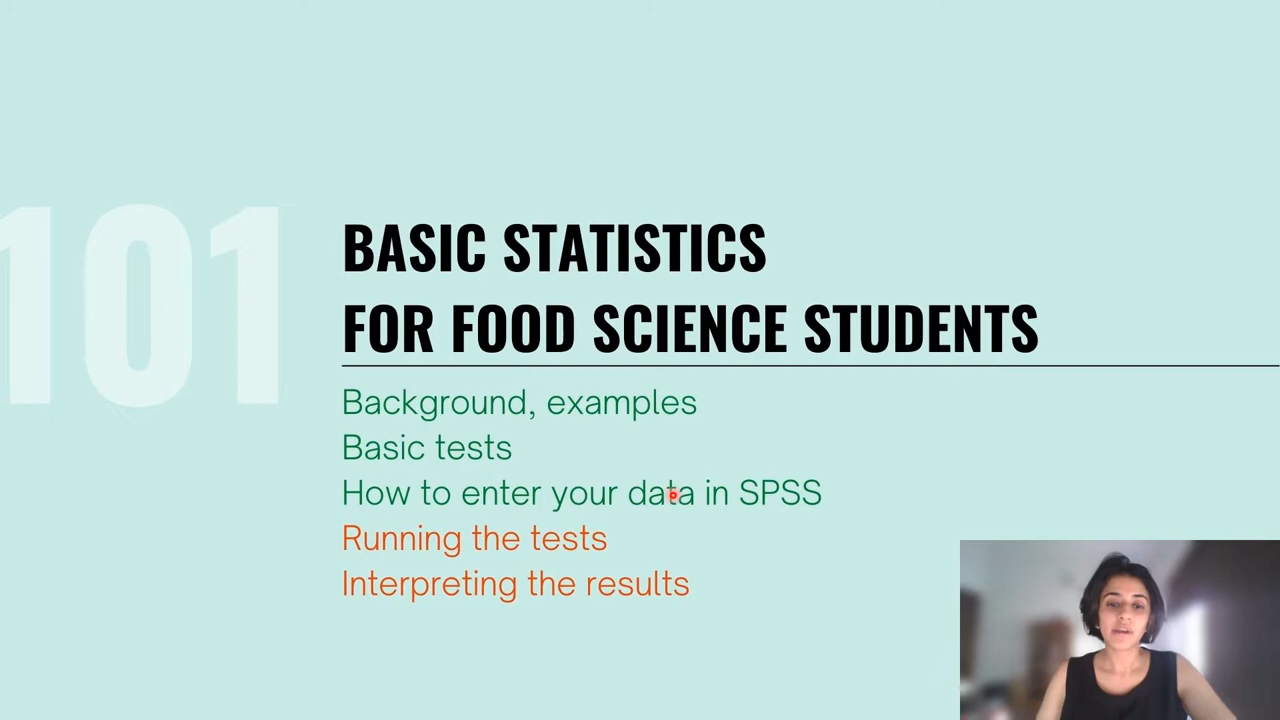 101
BASIC STATISTICS
FOR FOOD SCIENCE STUDENTS
Background, examples
Basic tests
How to enter your data in SPSS
Running the tests
Interpreting the results